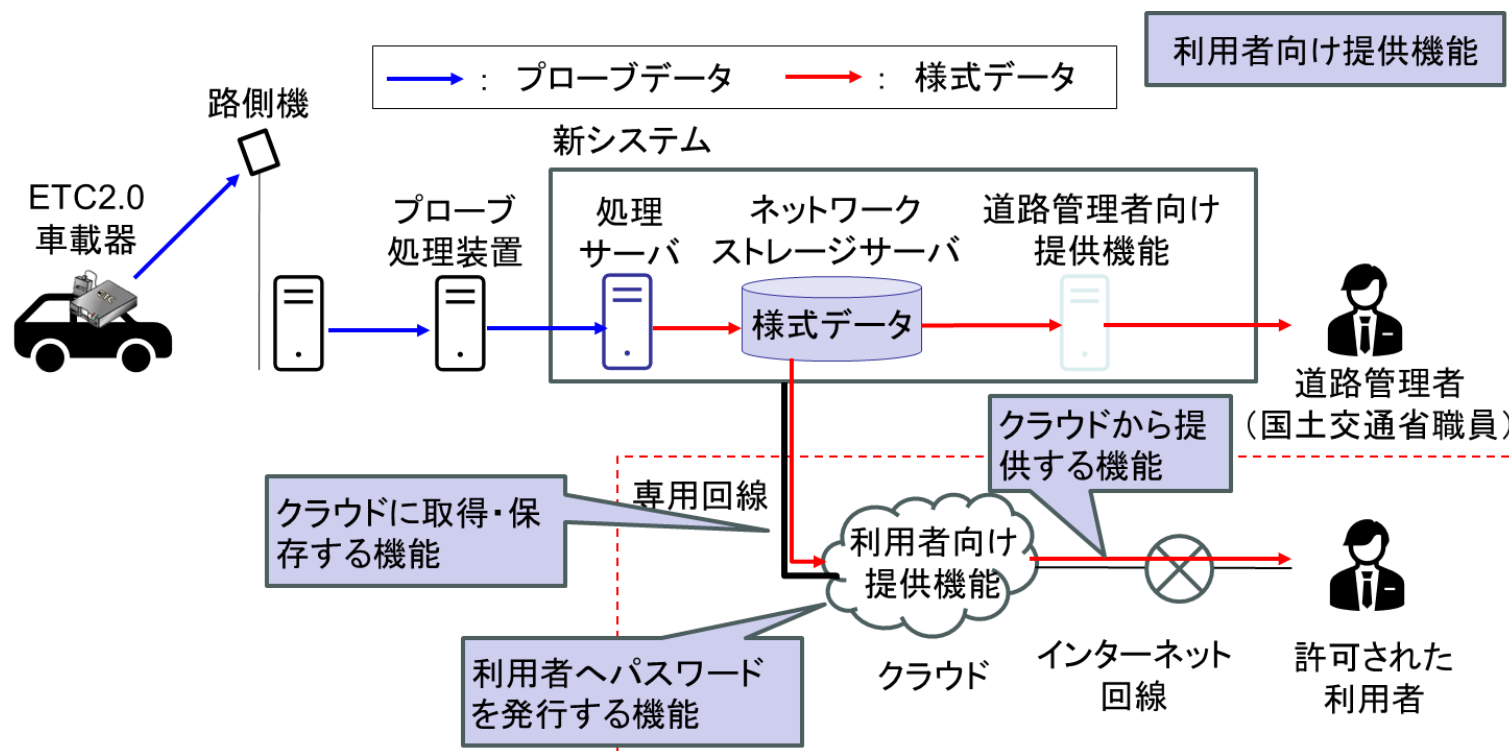 利用者向け提供機能
： プローブデータ
： 様式データ
路側機
新システム
ETC2.0
車載器
プローブ
処理装置
処理
サーバ
ネットワーク
ストレージサーバ
道路管理者向け
提供機能
様式データ
道路管理者
（国土交通省職員）
クラウドから提
供する機能
専用回線
クラウドに取得・保
存する機能
利用者向け
提供機能
利用者へパスワード
を発行する機能
クラウド
インターネット
回線
許可された
利用者